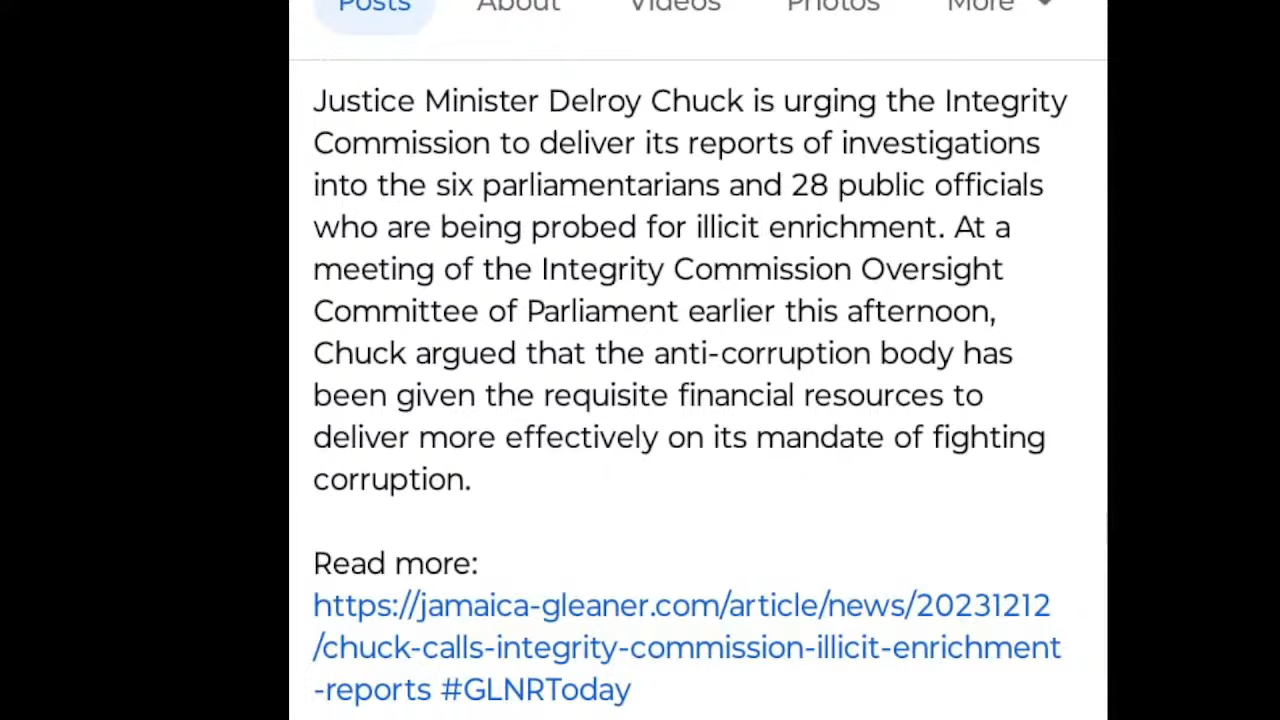 Posts About Videos Photos More
Justice Minister Delroy Chuck is urging the Integrity
Commission to deliver its reports of investigations
into the six parliamentarians and 28 public officials
who are being probed for illicit enrichment. At a
meeting of the Integrity Commission Oversight
Committee of Parliament earlier this afternoon,
Chuck argued that the anti-corruption body has
been given the requisite financial resources to
deliver more effectively on its mandate of fighting
corruption.
Read more:
https://jamaica-gleaner.com/article/news/20231212
/chuck-calls-integrity-commission-illicit-enrichment
-reports #GLNRToday